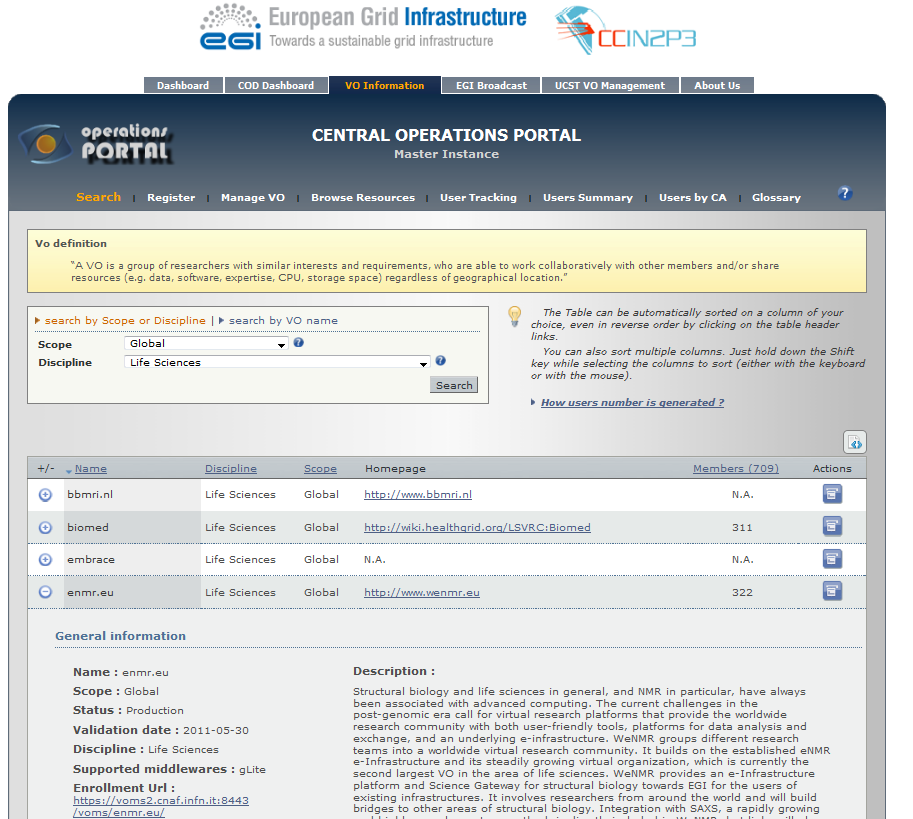 egi European Grid Infrastructure
Towards a sustainable grid infrastructure
CCIN2P3
Dashboard COD Dashboard VO Information EGI Broadcast UCST VO Management About Us
operations
PORTAL
CENTRAL OPERATIONS PORTAL
Master Instance
Search Register Manage VO Browse Resources User Tracking Users Summary Users by CA Glossary ?
Vo definition
"A VO is a group of researchers with similar interests and requirements, who are able to work collaboratively with other members and/or share
resources (e.g. data, software, expertise, CPU, storage space) regardless of geographical location."
search by Scope or Discipline | search by VO name
Scope Global ?
Discipline Life Sciences ?
Search
The Table can be automatically sorted on a column of your
choice, even in reverse order by clicking on the table header
links.
You can also sort multiple columns. Just hold down the Shift
key while selecting the columns to sort (either with the keyboard
or with the mouse).
How users number is generated ?
+/- Name Discipline Scope Homepage Members (709) Actions
bbmri.nl Life Sciences Global http://www.bbmri.nl N.A.
biomed Life Sciences Global http://wiki.healthgrid.org/LSVRC:Biomed 311
embrace Life Sciences Global N.A. N.A.
enmr.eu Life Sciences Global http://www.wenmr.eu 322
General information
Name : enmr.eu
Scope : Global
Status : Production
Validation date : 2011-05-30
Discipline : Life Sciences
Supported middlewares : gLite
Enrollment Url :
https://voms2.cnaf.infn.it:8443
/voms/enmr.eu/
Description :
Structural biology and life sciences in general, and NMR in particular, have always
been associated with advanced computing. The current challenges in the
post-genomic era call for virtual research platforms that provide the worldwide
research community with both user-friendly tools, platforms for data analysis and
exchange, and an underlying e-infrastructure. WeNMR groups different research
teams into a worldwide virtual research community. It builds on the established eNMR
e-Infrastructure and its steadily growing virtual organization, which is currently the
second largest VO in the area of life sciences. WeNMR provides an e-Infrastructure
platform and Science Gateway for structural biology towards EGI for the users of
existing infrastructures. It involves researchers from around the world and will build
bridges to other areas of structural biology. Integration with SAXS, a rapidly growing